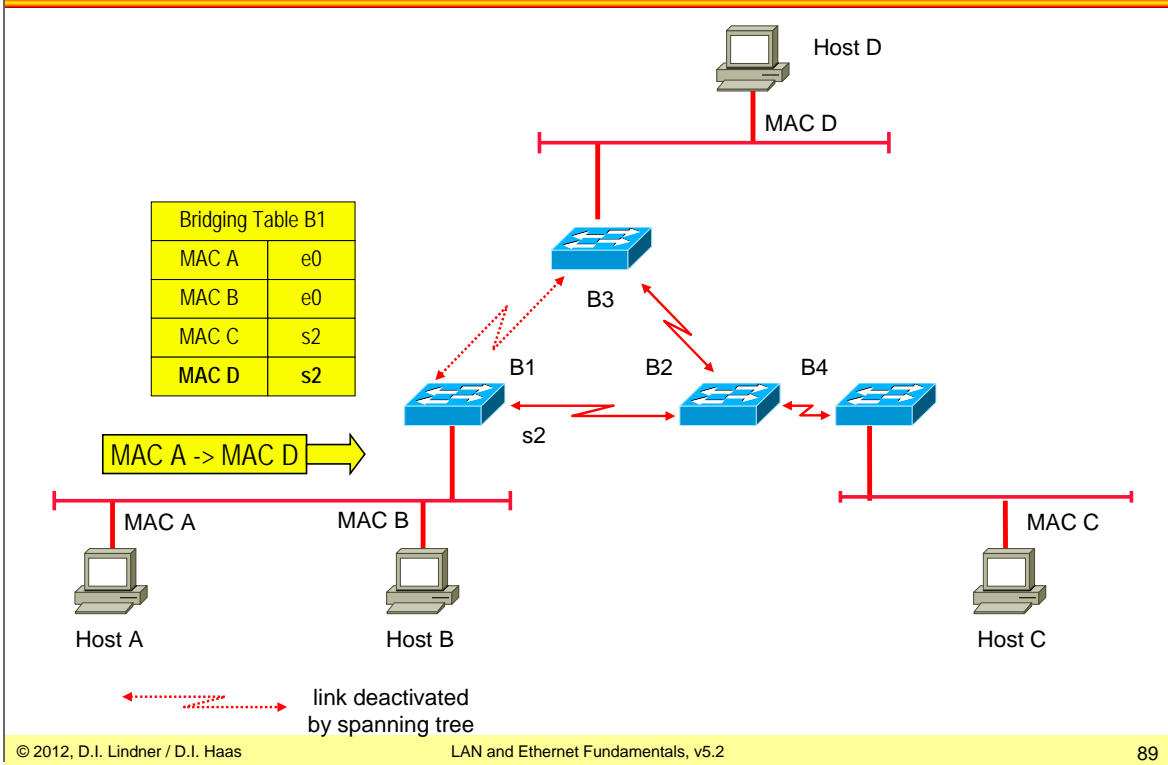 Host D
MAC D
Bridging Table B1
MAC A e0
MAC B e0
MAC C s2
MAC D s2
B3
B1
B2
B4
s2
MAC A -> MAC D
MAC A
MAC B
MAC C
Host A
Host B
Host C
link deactivated
by spanning tree
© 2012, D.I. Lindner / D.I. Haas
LAN and Ethernet Fundamentals, v5.2
89